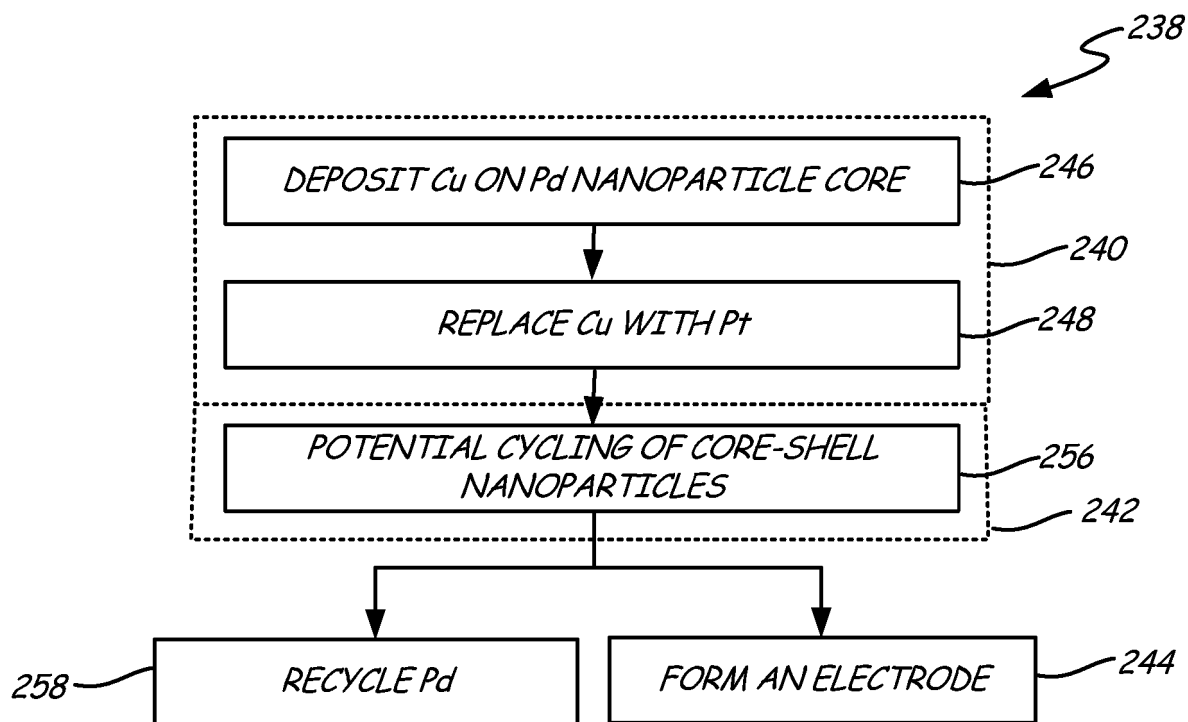 238
DEPOSIT Cu ON Pd NANOPARTICLE CORE
246
240
REPLACE Cu WITH Pt
248
POTENTIAL CYCLING OF CORE-SHELL
NANOPARTICLES
256
242
258
RECYCLE Pd
FORM AN ELECTRODE
244